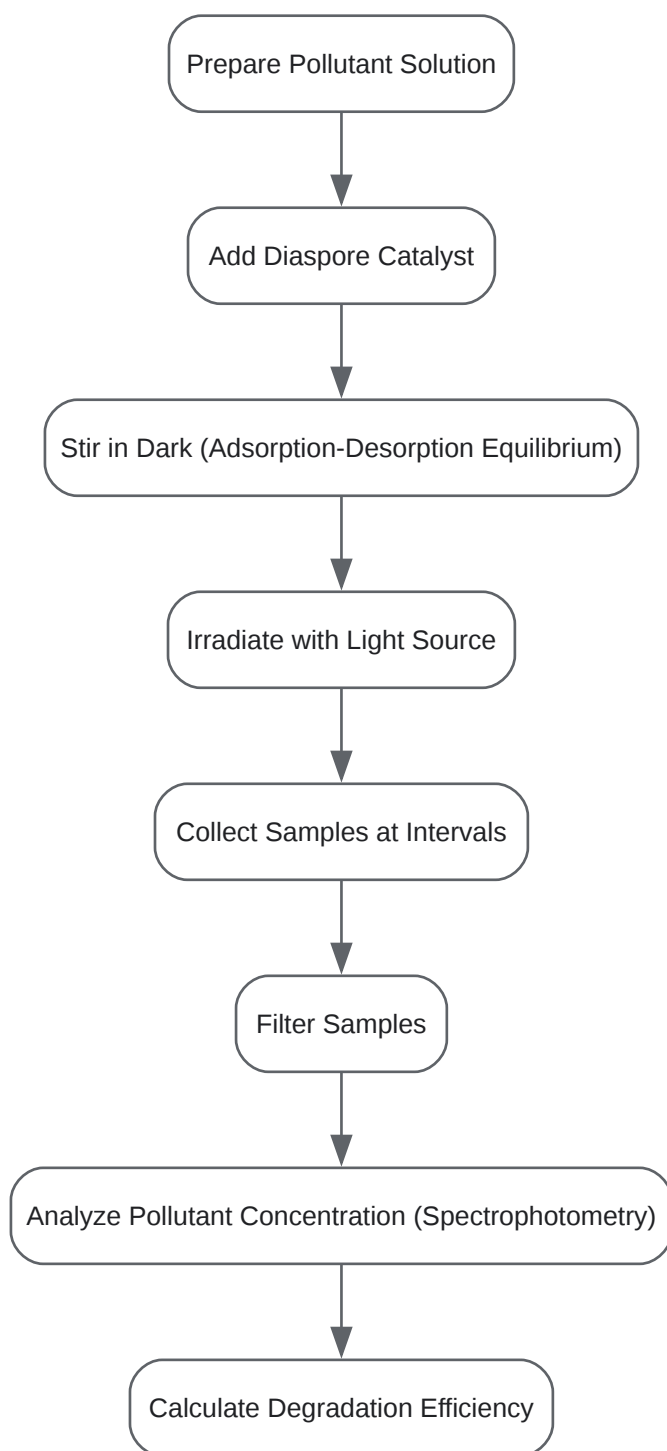 Prepare Pollutant Solution
Add Diaspore Catalyst
Stir in Dark (Adsorption-Desorption Equilibrium)
Irradiate with Light Source
Collect Samples at Intervals
Filter Samples
Analyze Pollutant Concentration (Spectrophotometry)
Calculate Degradation Efficiency